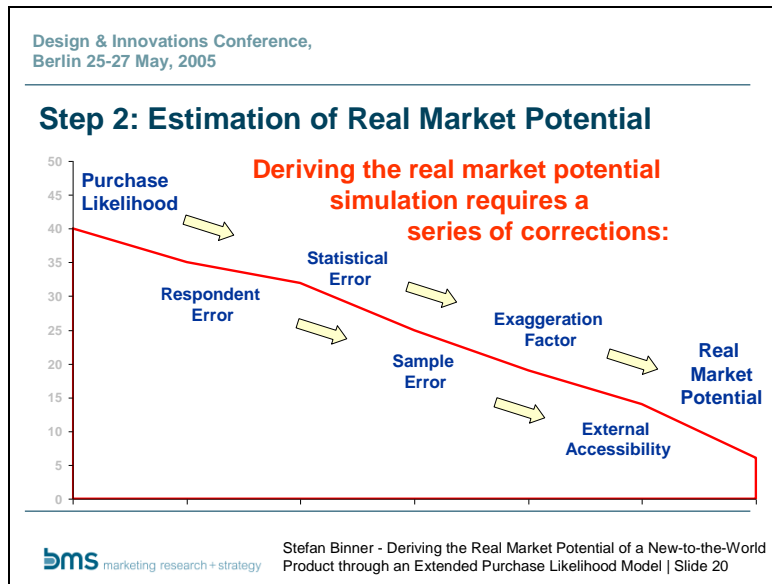 Design & Innovations Conference,
Berlin 25-27 May, 2005
Step 2: Estimation of Real Market Potential
50
45
40
35
30
25
20
15
10
5
0
Purchase
Likelihood
Deriving the real market potential
simulation requires a
series of corrections:
Respondent
Error
Statistical
Error
Sample
Error
Exaggeration
Factor
External
Accessibility
Real
Market
Potential
bms marketing research+strategy
Stefan Binner - Deriving the Real Market Potential of a New-to-the-World
Product through an Extended Purchase Likelihood Model | Slide 20